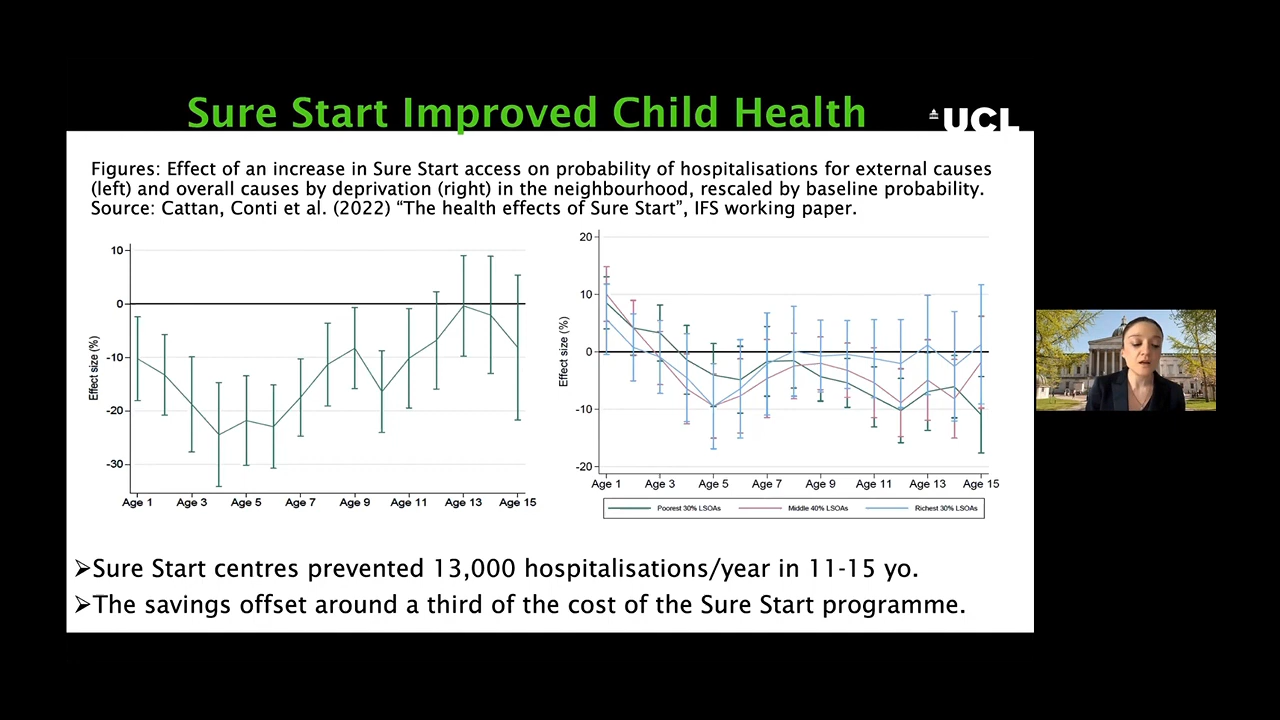 Sure Start Improved Child Health
UCL
Figures: Effect of an increase in Sure Start access on probability of hospitalisations for external causes
(left) and overall causes by deprivation (right) in the neighbourhood, rescaled by baseline probability.
Source: Cattan, Conti et al. (2022) “The health effects of Sure Start”, IFS working paper.
10
0
-10
-20
-30
Effect size (%)
Age 1 Age 3 Age 5 Age 7 Age 9 Age 11 Age 13 Age 15
20
10
0
-10
-20
Effect size (%)
Age 1 Age 3 Age 5 Age 7 Age 9 Age 11 Age 13 Age 15
Poorest 30% LSOAs Middle 40% LSOAs Richest 30% LSOAs
➢Sure Start centres prevented 13,000 hospitalisations/year in 11-15 yo.
➢The savings offset around a third of the cost of the Sure Start programme.